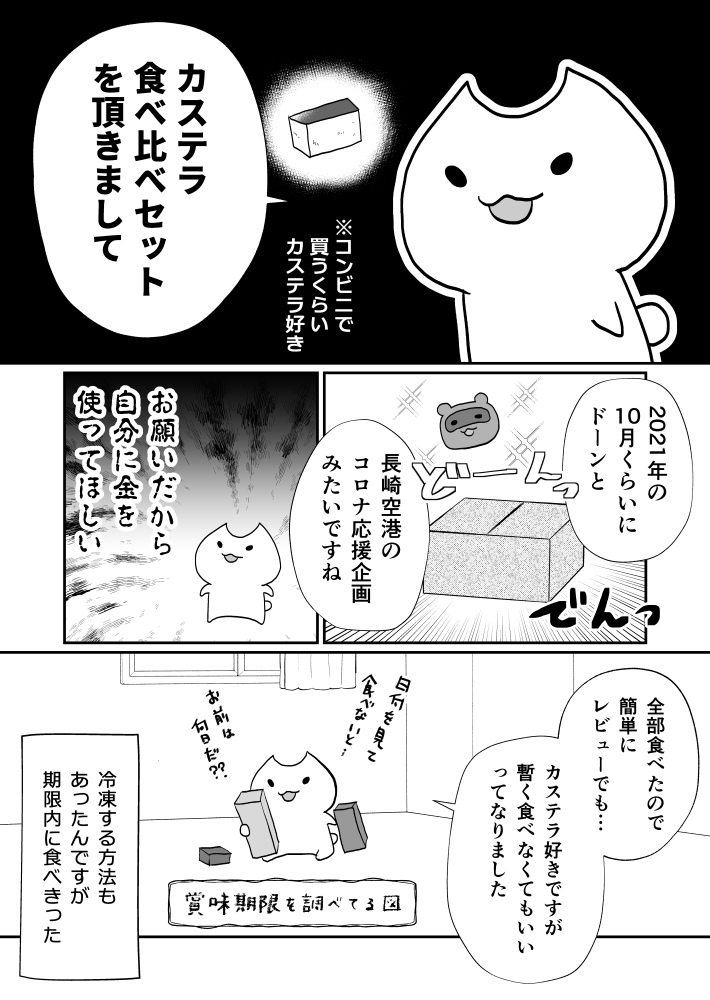 カステラ
食べ比べセット
を頂きまして
※コンビニで
買うくらい
カステラ好き
2021年の
10月くらいに
ドーンと
どーんっ
長崎空港の
コロナ応援企画
みたいですね
でんっ
お願いだから
自分に金を
使ってほしい
全部食べたので
簡単に
レビューでも…
カステラ好きですが
暫く食べなくてもいい
ってなりました
日付を見て
食べないと…
お前は
何日だ??
賞味期限を調べてる図
冷凍する方法も
あったんですが
期限内に食べきった